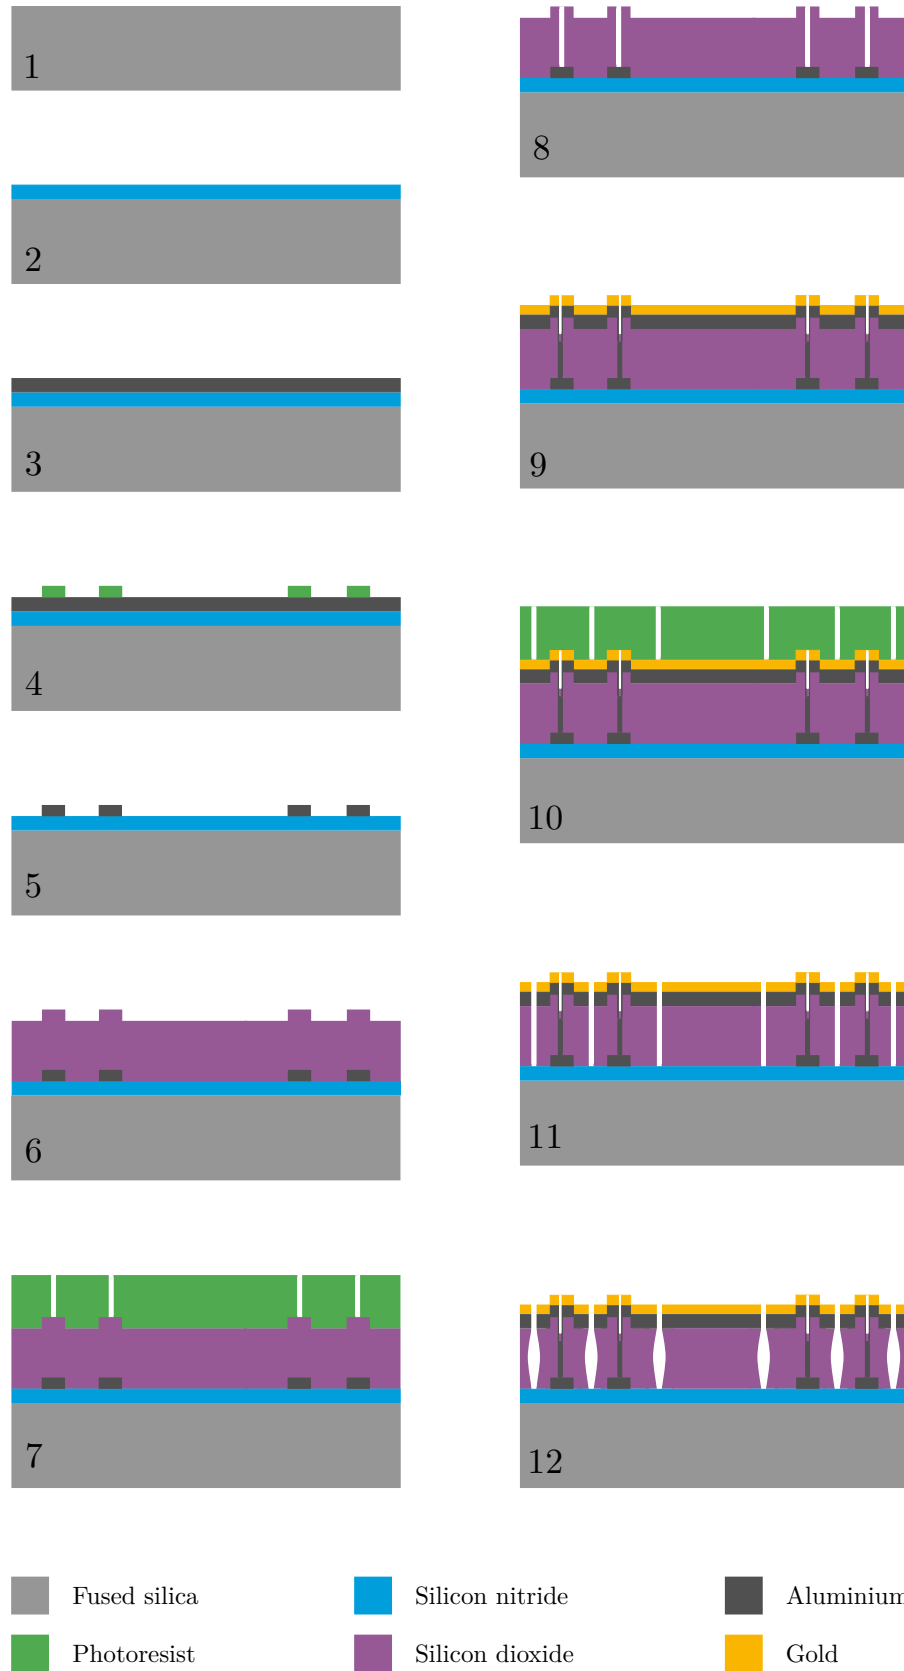 1
2
3
4
5
6
7
8
9
10
11
12
Fused silica
Silicon nitride
Aluminium
Photoresist
Silicon dioxide
Gold